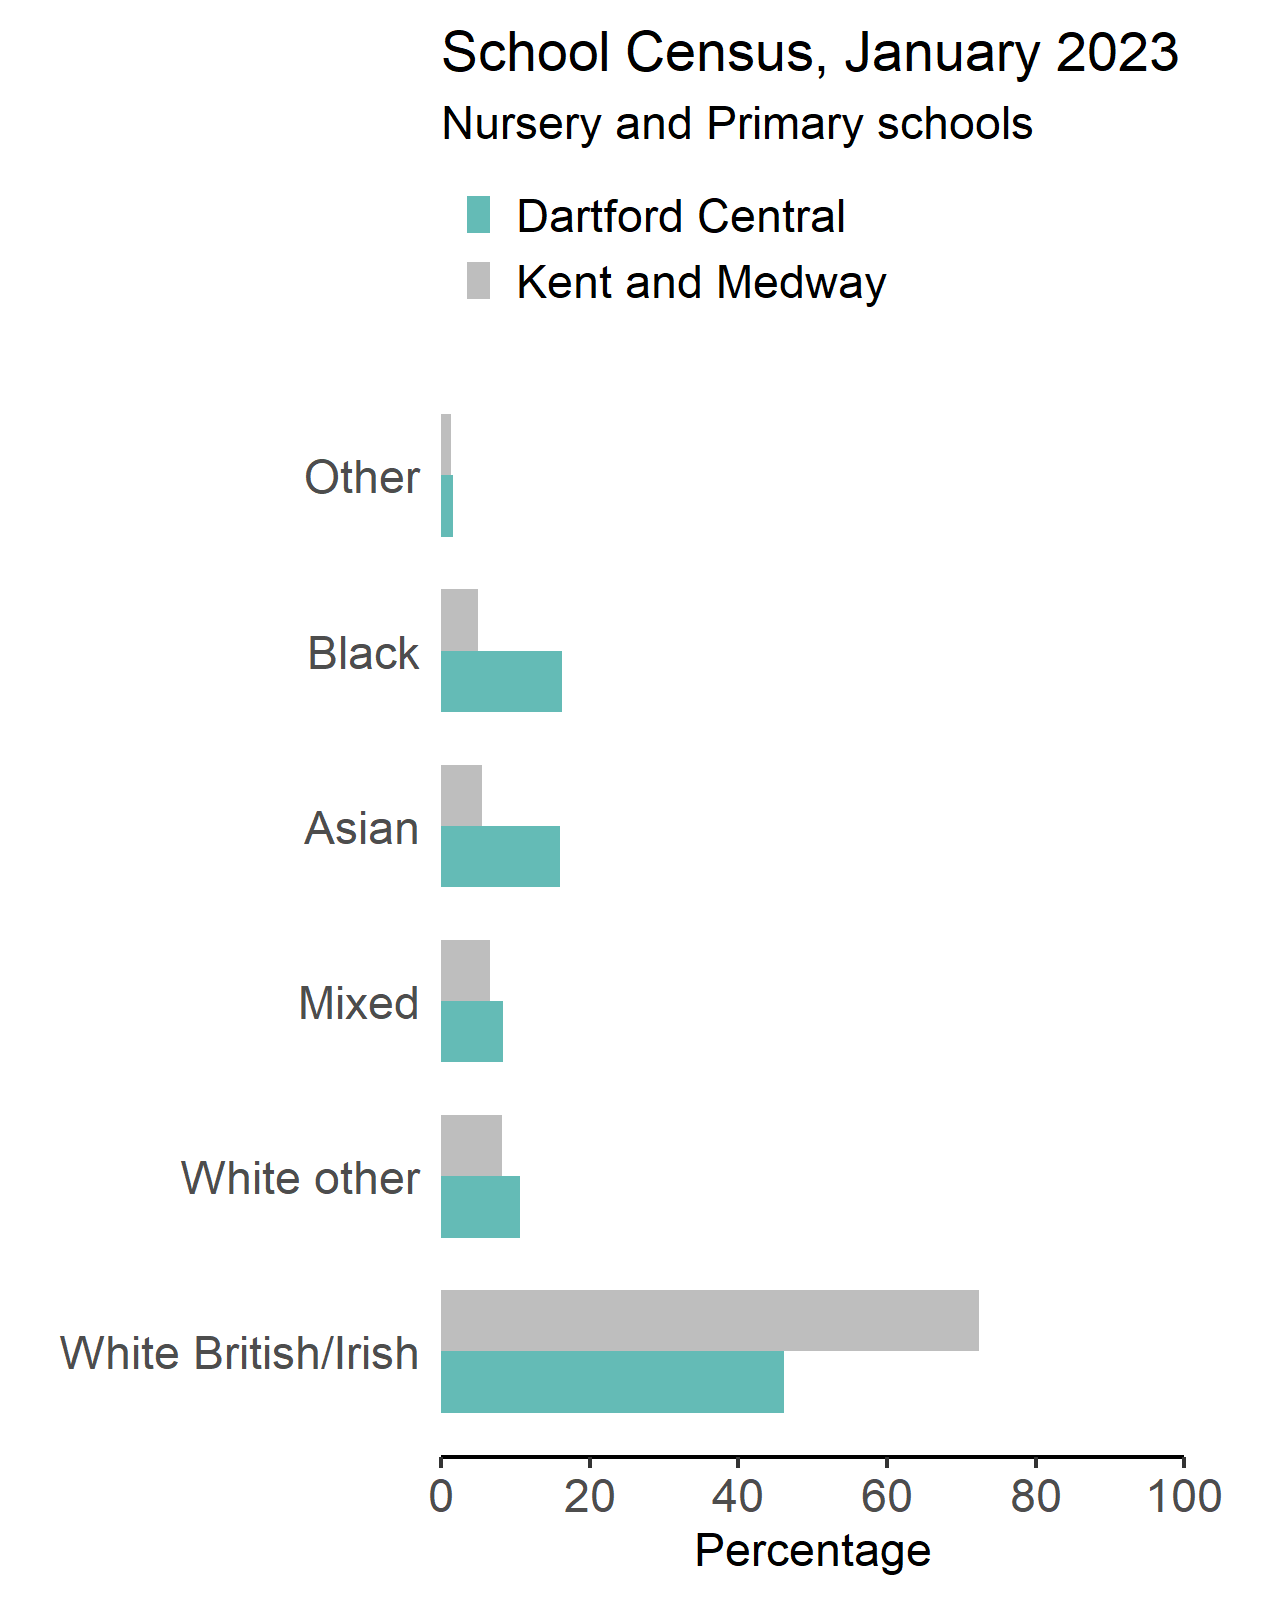 School Census, January 2023
Nursery and Primary schools
Dartford Central
Kent and Medway
Other
Black
Asian
Mixed
White other
White British/Irish
0 20 40 60 80 100
Percentage